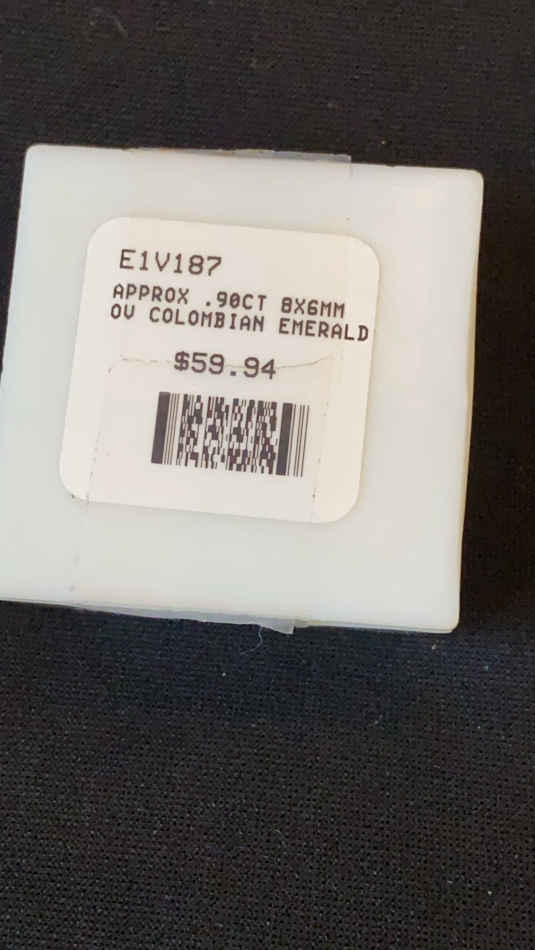 E1V187
APPROX .90CT 8X6MM
OV COLOMBIAN EMERALD
$59.94